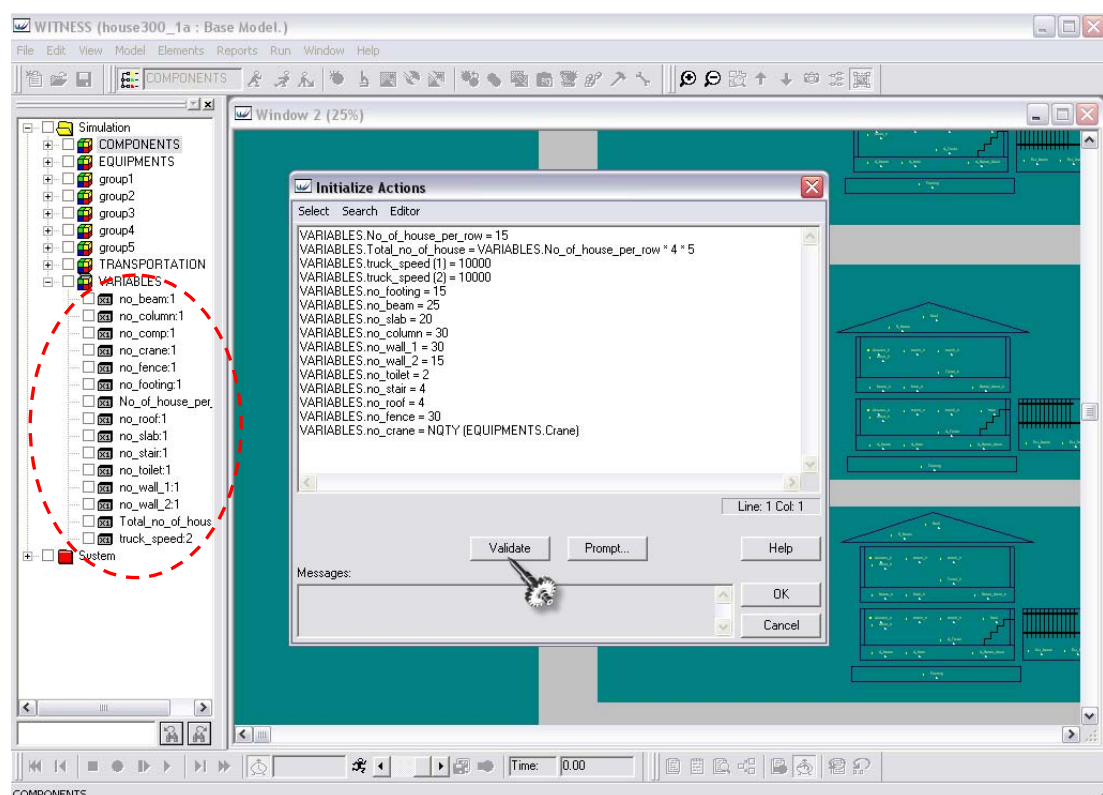 WITNESS (house300_1a : Base Model.)
File Edit View Model Elements Reports Run Window Help
COMPONENTS
Window 2 (25%)
Simulation
COMPONENTS
EQUIPMENTS
group1
group2
group3
group4
group5
TRANSPORTATION
VARIABLES
no_beam:1
no_column:1
no_comp:1
no_crane:1
no_fence:1
no_footing:1
No_of_house_per_
no_roof:1
no_slab:1
no_stair:1
no_toilet:1
no_wall_1:1
no_wall_2:1
Total_no_of_hous
truck_speed:2
System
Initialize Actions
Select Search Editor
VARIABLES.No_of_house_per_row = 15
VARIABLES.Total_no_of_house = VARIABLES.No_of_house_per_row * 4 * 5
VARIABLES.truck_speed (1) = 10000
VARIABLES.truck_speed (2) = 10000
VARIABLES.no_footing = 15
VARIABLES.no_beam = 25
VARIABLES.no_slab = 20
VARIABLES.no_column = 30
VARIABLES.no_wall_1 = 30
VARIABLES.no_wall_2 = 15
VARIABLES.no_toilet = 2
VARIABLES.no_stair = 4
VARIABLES.no_roof = 4
VARIABLES.no_fence = 30
VARIABLES.no_crane = NQTY (EQUIPMENTS.Crane)
Line: 1 Col: 1
Validate Prompt... Help
Messages:
OK
Cancel
Time: 0.00
COMPONENTS